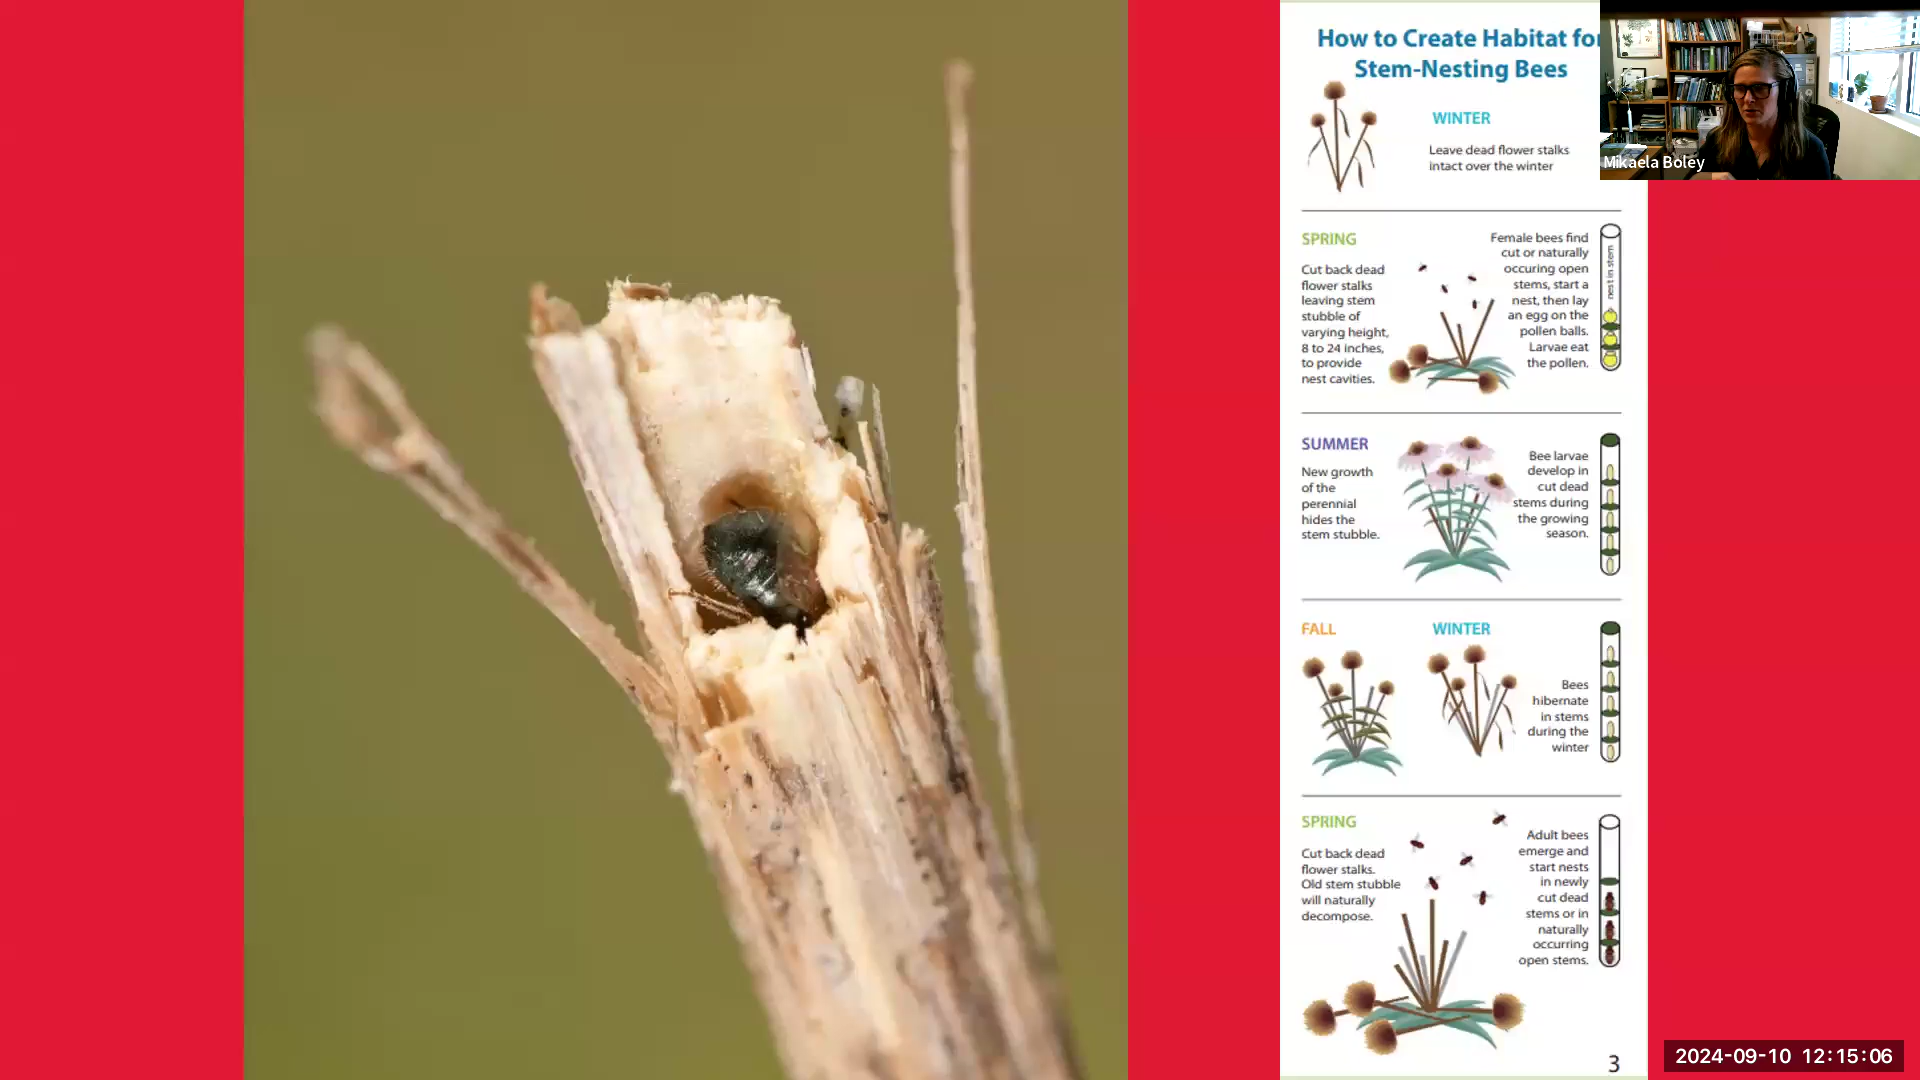 How to Create Habitat for
Stem-Nesting Bees
WINTER
Leave dead flower stalks
intact over the winter
Mikaela Boley
SPRING
Cut back dead
flower stalks
leaving stem
stubble of
varying height,
8 to 24 inches,
to provide
nest cavities.
Female bees find
cut or naturally
occuring open
stems, start a
nest, then lay
an egg on the
pollen balls.
Larvae eat
the pollen.
nest in stem
SUMMER
New growth
of the
perennial
hides the
stem stubble.
Bee larvae
develop in
cut dead
stems during
the growing
season.
FALL
WINTER
Bees
hibernate
in stems
during the
winter
SPRING
Cut back dead
flower stalks.
Old stem stubble
will naturally
decompose.
Adult bees
emerge and
start nests
in newly
cut dead
stems or in
naturally
occurring
open stems.
3
2024-09-10 12:15:06